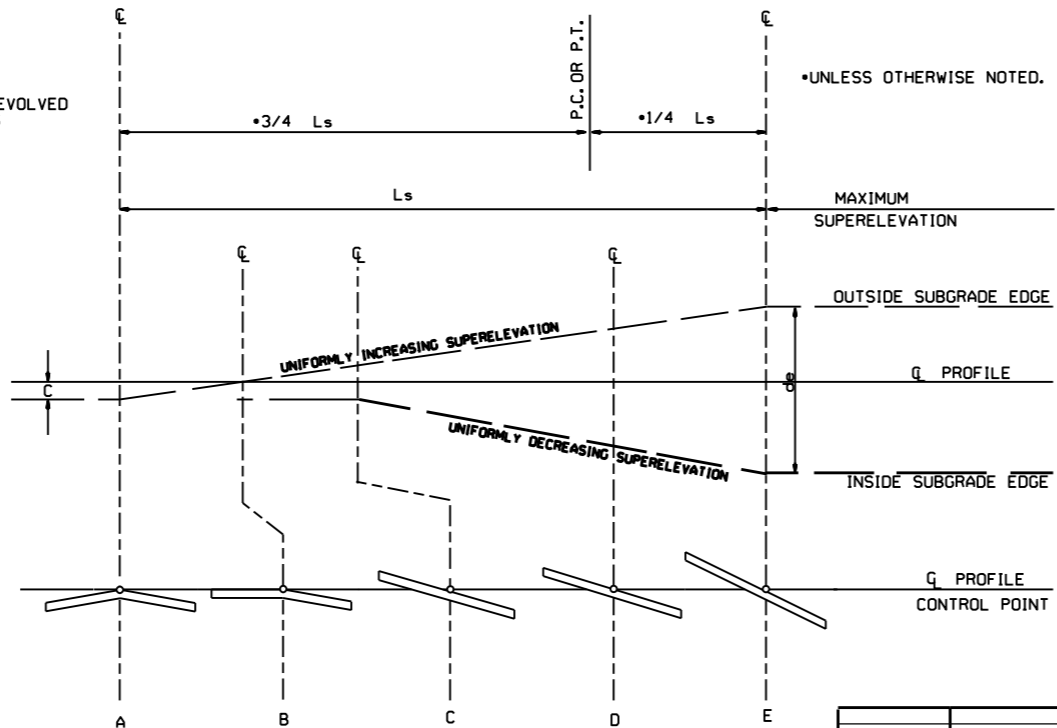 ℄
℄
P.C. OR P.T.
•UNLESS OTHERWISE NOTED.
EVOLVED
•3/4 Ls
•1/4 Ls
Ls
MAXIMUM
SUPERELEVATION
℄
℄
℄
OUTSIDE SUBGRADE EDGE
UNIFORMLY INCREASING SUPERELEVATION
℄ PROFILE
C
de
UNIFORMLY DECREASING SUPERELEVATION
INSIDE SUBGRADE EDGE
℄ PROFILE
CONTROL POINT
A
B
C
D
E